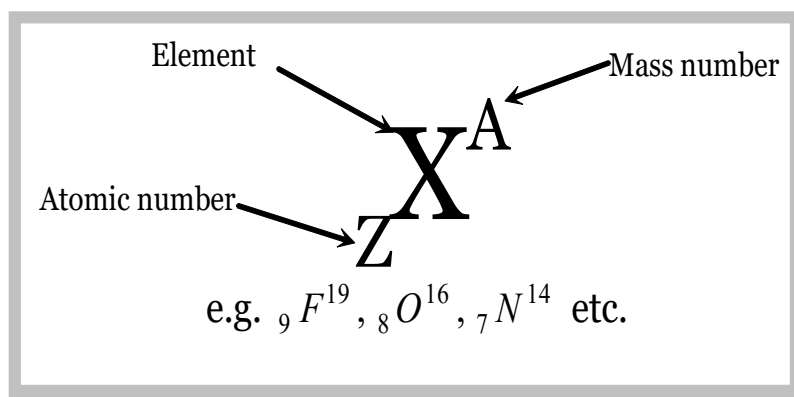 Element
Mass number
X^A
Atomic number
Z
e.g. ₉F¹⁹, ₈O¹⁶, ₇N¹⁴ etc.